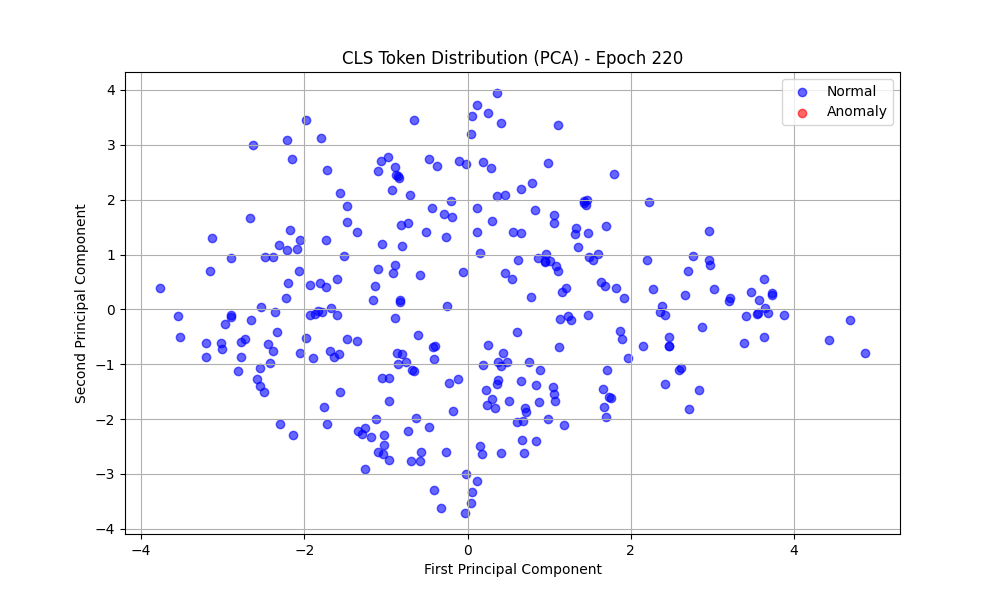 CLS Token Distribution (PCA) - Epoch 220
Normal
Anomaly
Second Principal Component
4
3
2
1
0
−1
−2
−3
−4
−4
−2
0
2
4
First Principal Component